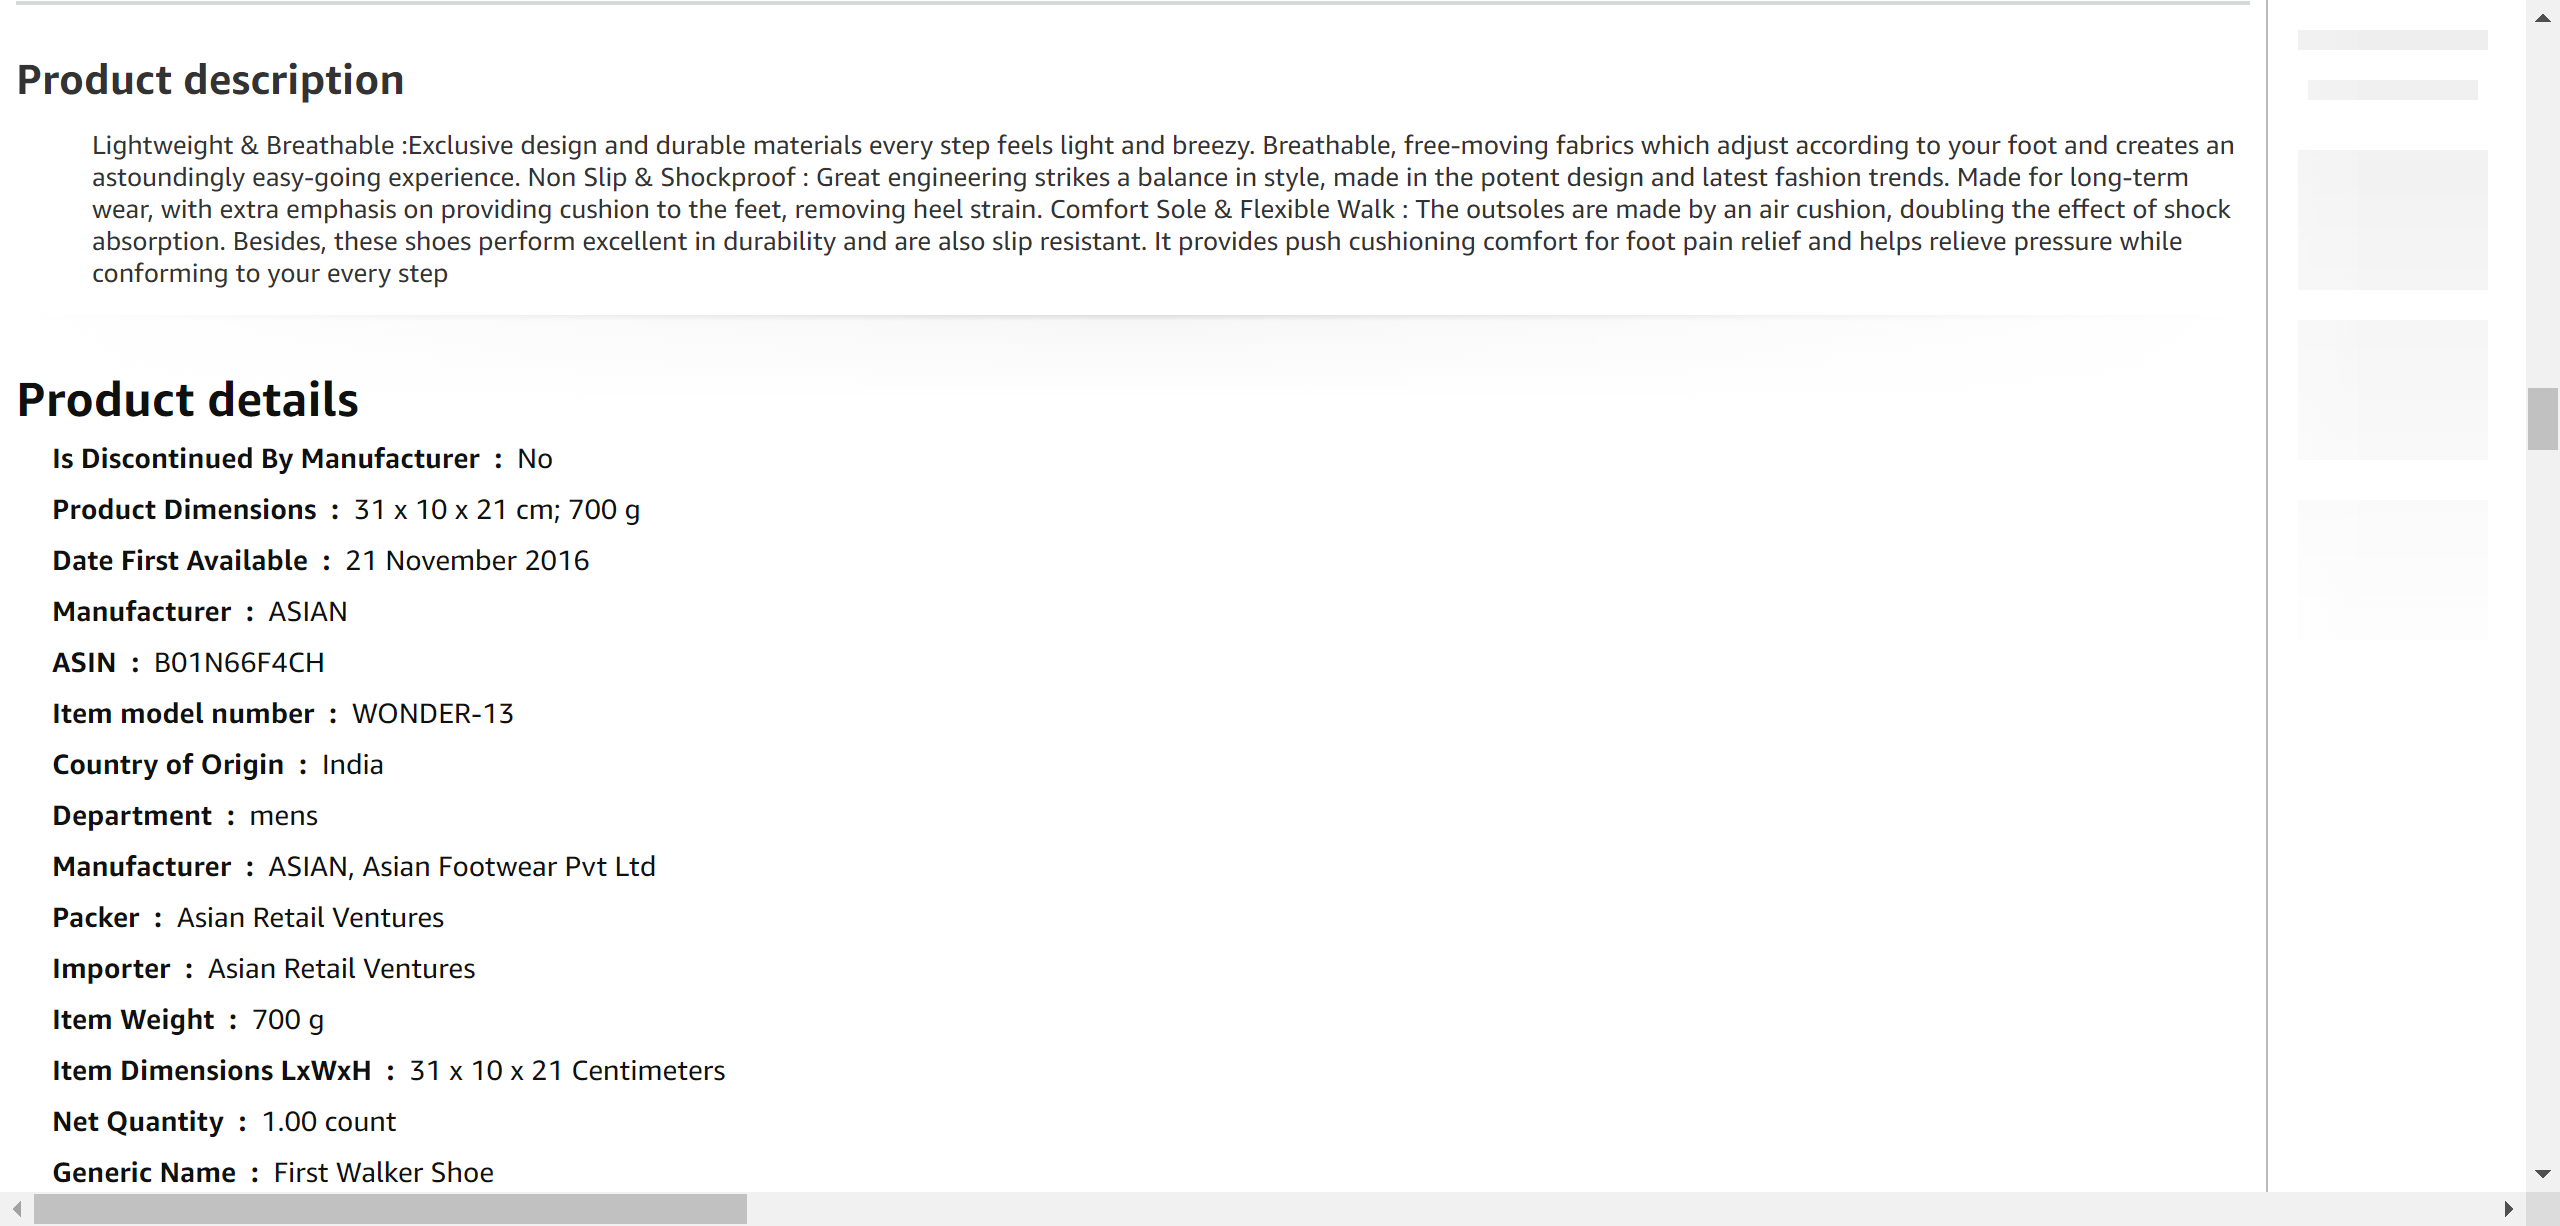 Product description
Lightweight & Breathable :Exclusive design and durable materials every step feels light and breezy. Breathable, free-moving fabrics which adjust according to your foot and creates an
astoundingly easy-going experience. Non Slip & Shockproof : Great engineering strikes a balance in style, made in the potent design and latest fashion trends. Made for long-term
wear, with extra emphasis on providing cushion to the feet, removing heel strain. Comfort Sole & Flexible Walk : The outsoles are made by an air cushion, doubling the effect of shock
absorption. Besides, these shoes perform excellent in durability and are also slip resistant. It provides push cushioning comfort for foot pain relief and helps relieve pressure while
conforming to your every step
Product details
Is Discontinued By Manufacturer : No
Product Dimensions : 31 x 10 x 21 cm; 700 g
Date First Available : 21 November 2016
Manufacturer : ASIAN
ASIN : B01N66F4CH
Item model number : WONDER-13
Country of Origin : India
Department : mens
Manufacturer : ASIAN, Asian Footwear Pvt Ltd
Packer : Asian Retail Ventures
Importer : Asian Retail Ventures
Item Weight : 700 g
Item Dimensions LxWxH : 31 x 10 x 21 Centimeters
Net Quantity : 1.00 count
Generic Name : First Walker Shoe